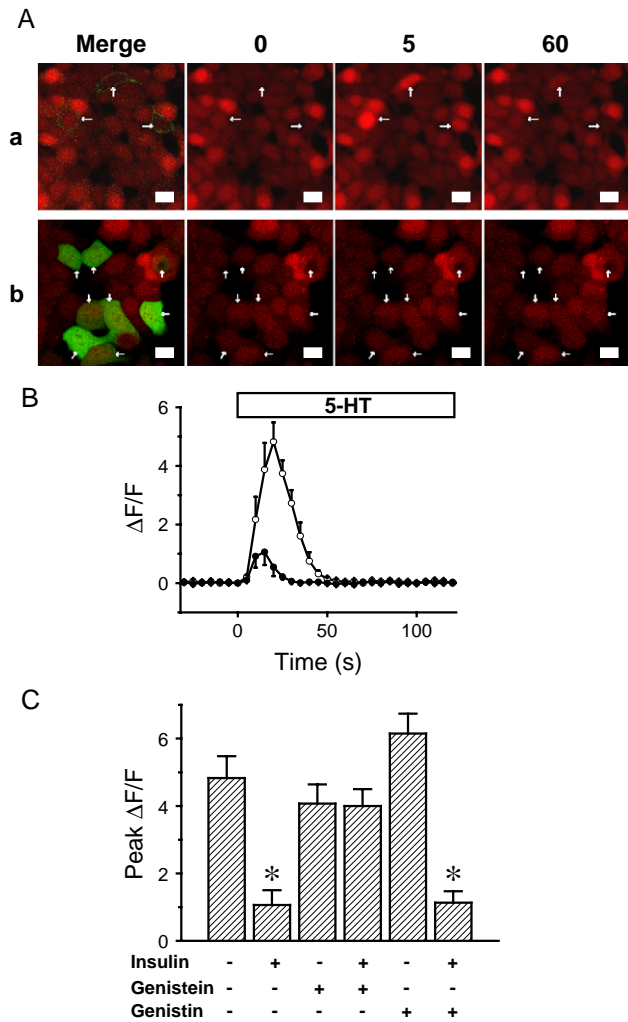 A
Merge 0 5 60
a
b
B
5-HT
6
4
2
0
ΔF/F
0 50 100
Time (s)
C
6
4
2
0
Peak ΔF/F
* *
Insulin - + - + - +
Genistein - - + + - -
Genistin - - - - + +